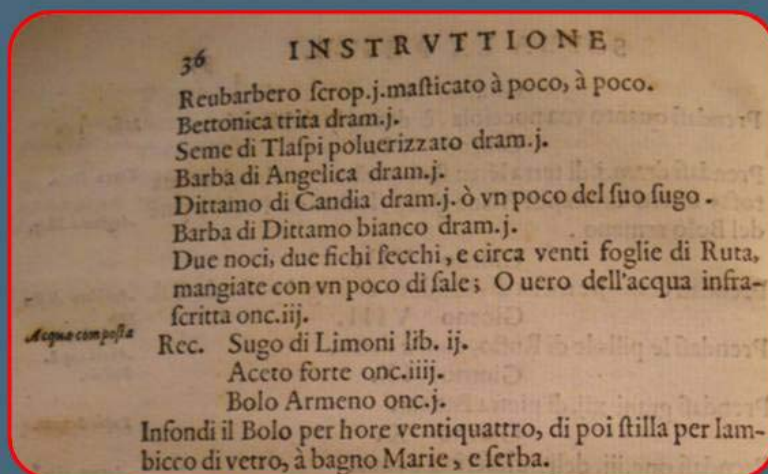 36 INSTRVTTIONE
Reubarbero ſcrop.j.maſticato à poco, à poco.
Bettonica trita dram.j.
Seme di Tlaſpi poluerizzato dram.j.
Barba di Angelica dram.j.
Dittamo di Candia dram.j. ò vn poco del ſuo ſugo.
Barba di Dittamo bianco dram.j.
Due noci, due fichi ſecchi, e circa venti foglie di Ruta,
mangiate con vn poco di ſale; O uero dell'acqua infra-
ſcritta onc.iij.
Acqua compoſta
Rec. Sugo di Limoni lib. ij.
Aceto forte onc.iiij.
Bolo Armeno onc.j.
Infondi il Bolo per hore ventiquattro, di poi ſtilla per lam-
bicco di vetro, à bagno Marie, e ſerba.